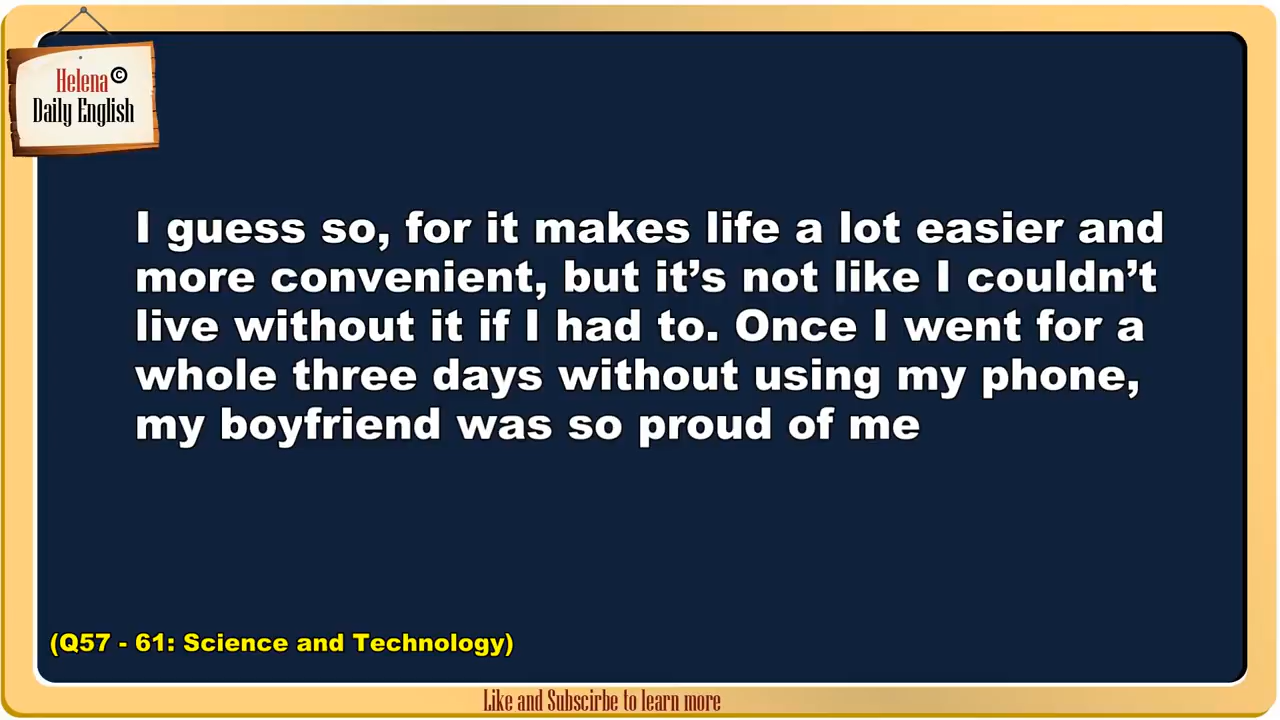 Helena©
Daily English
I guess so, for it makes life a lot easier and
more convenient, but it’s not like I couldn’t
live without it if I had to. Once I went for a
whole three days without using my phone,
my boyfriend was so proud of me
(Q57 - 61: Science and Technology)
Like and Subscirbe to learn more